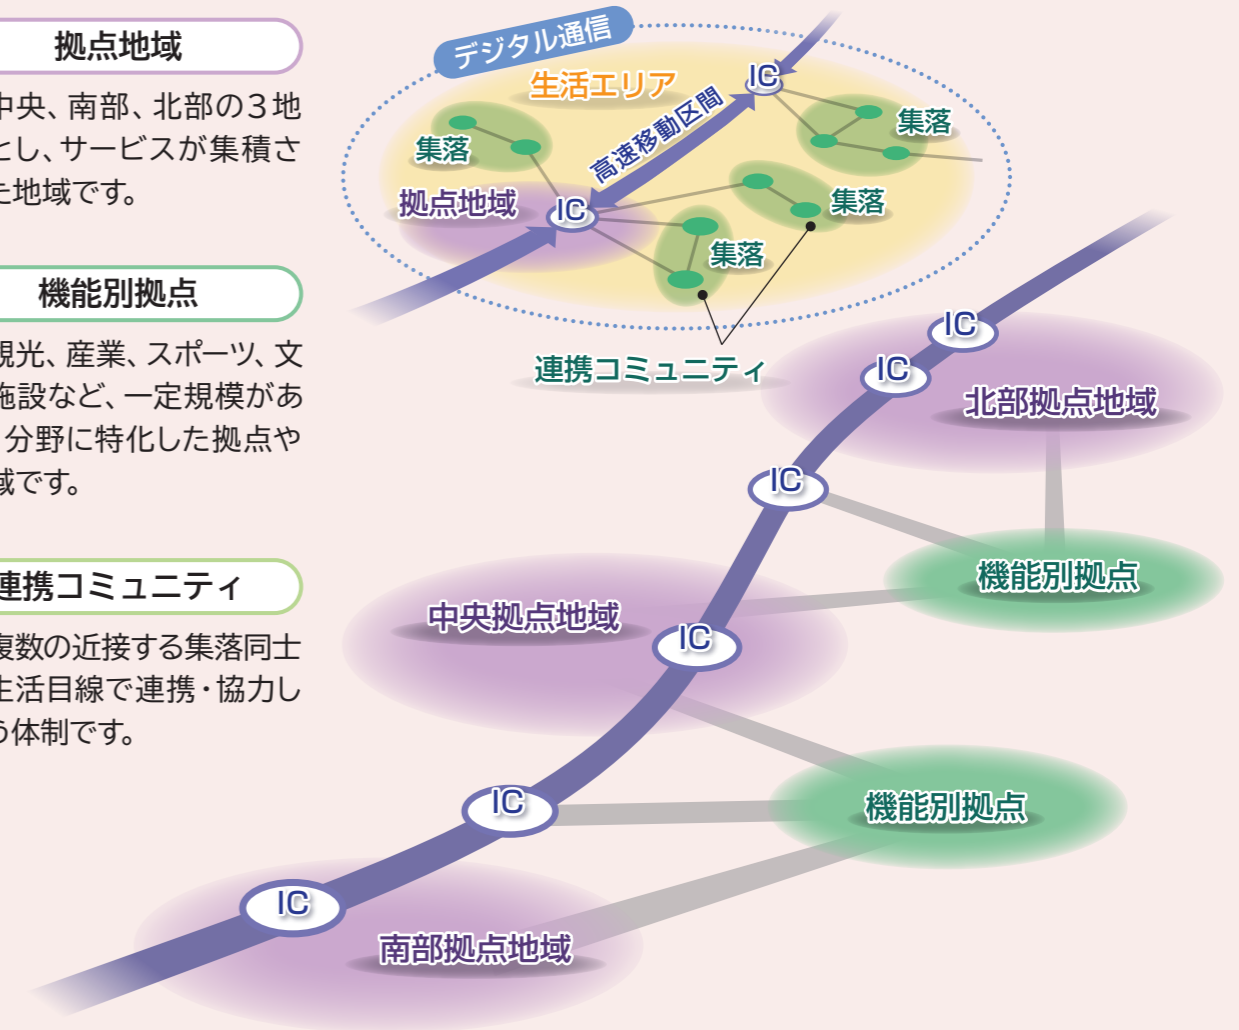 拠点地域
中央、南部、北部の3地
とし、サービスが集積さ
た地域です。
機能別拠点
観光、産業、スポーツ、文
施設など、一定規模があ
分野に特化した拠点や
域です。
連携コミュニティ
複数の近接する集落同士
生活目線で連携・協力し
う体制です。
デジタル通信
生活エリア
IC
高速移動区間
集落
集落
拠点地域
IC
集落
集落
連携コミュニティ
IC
IC
北部拠点地域
IC
機能別拠点
中央拠点地域
IC
IC
機能別拠点
IC
南部拠点地域